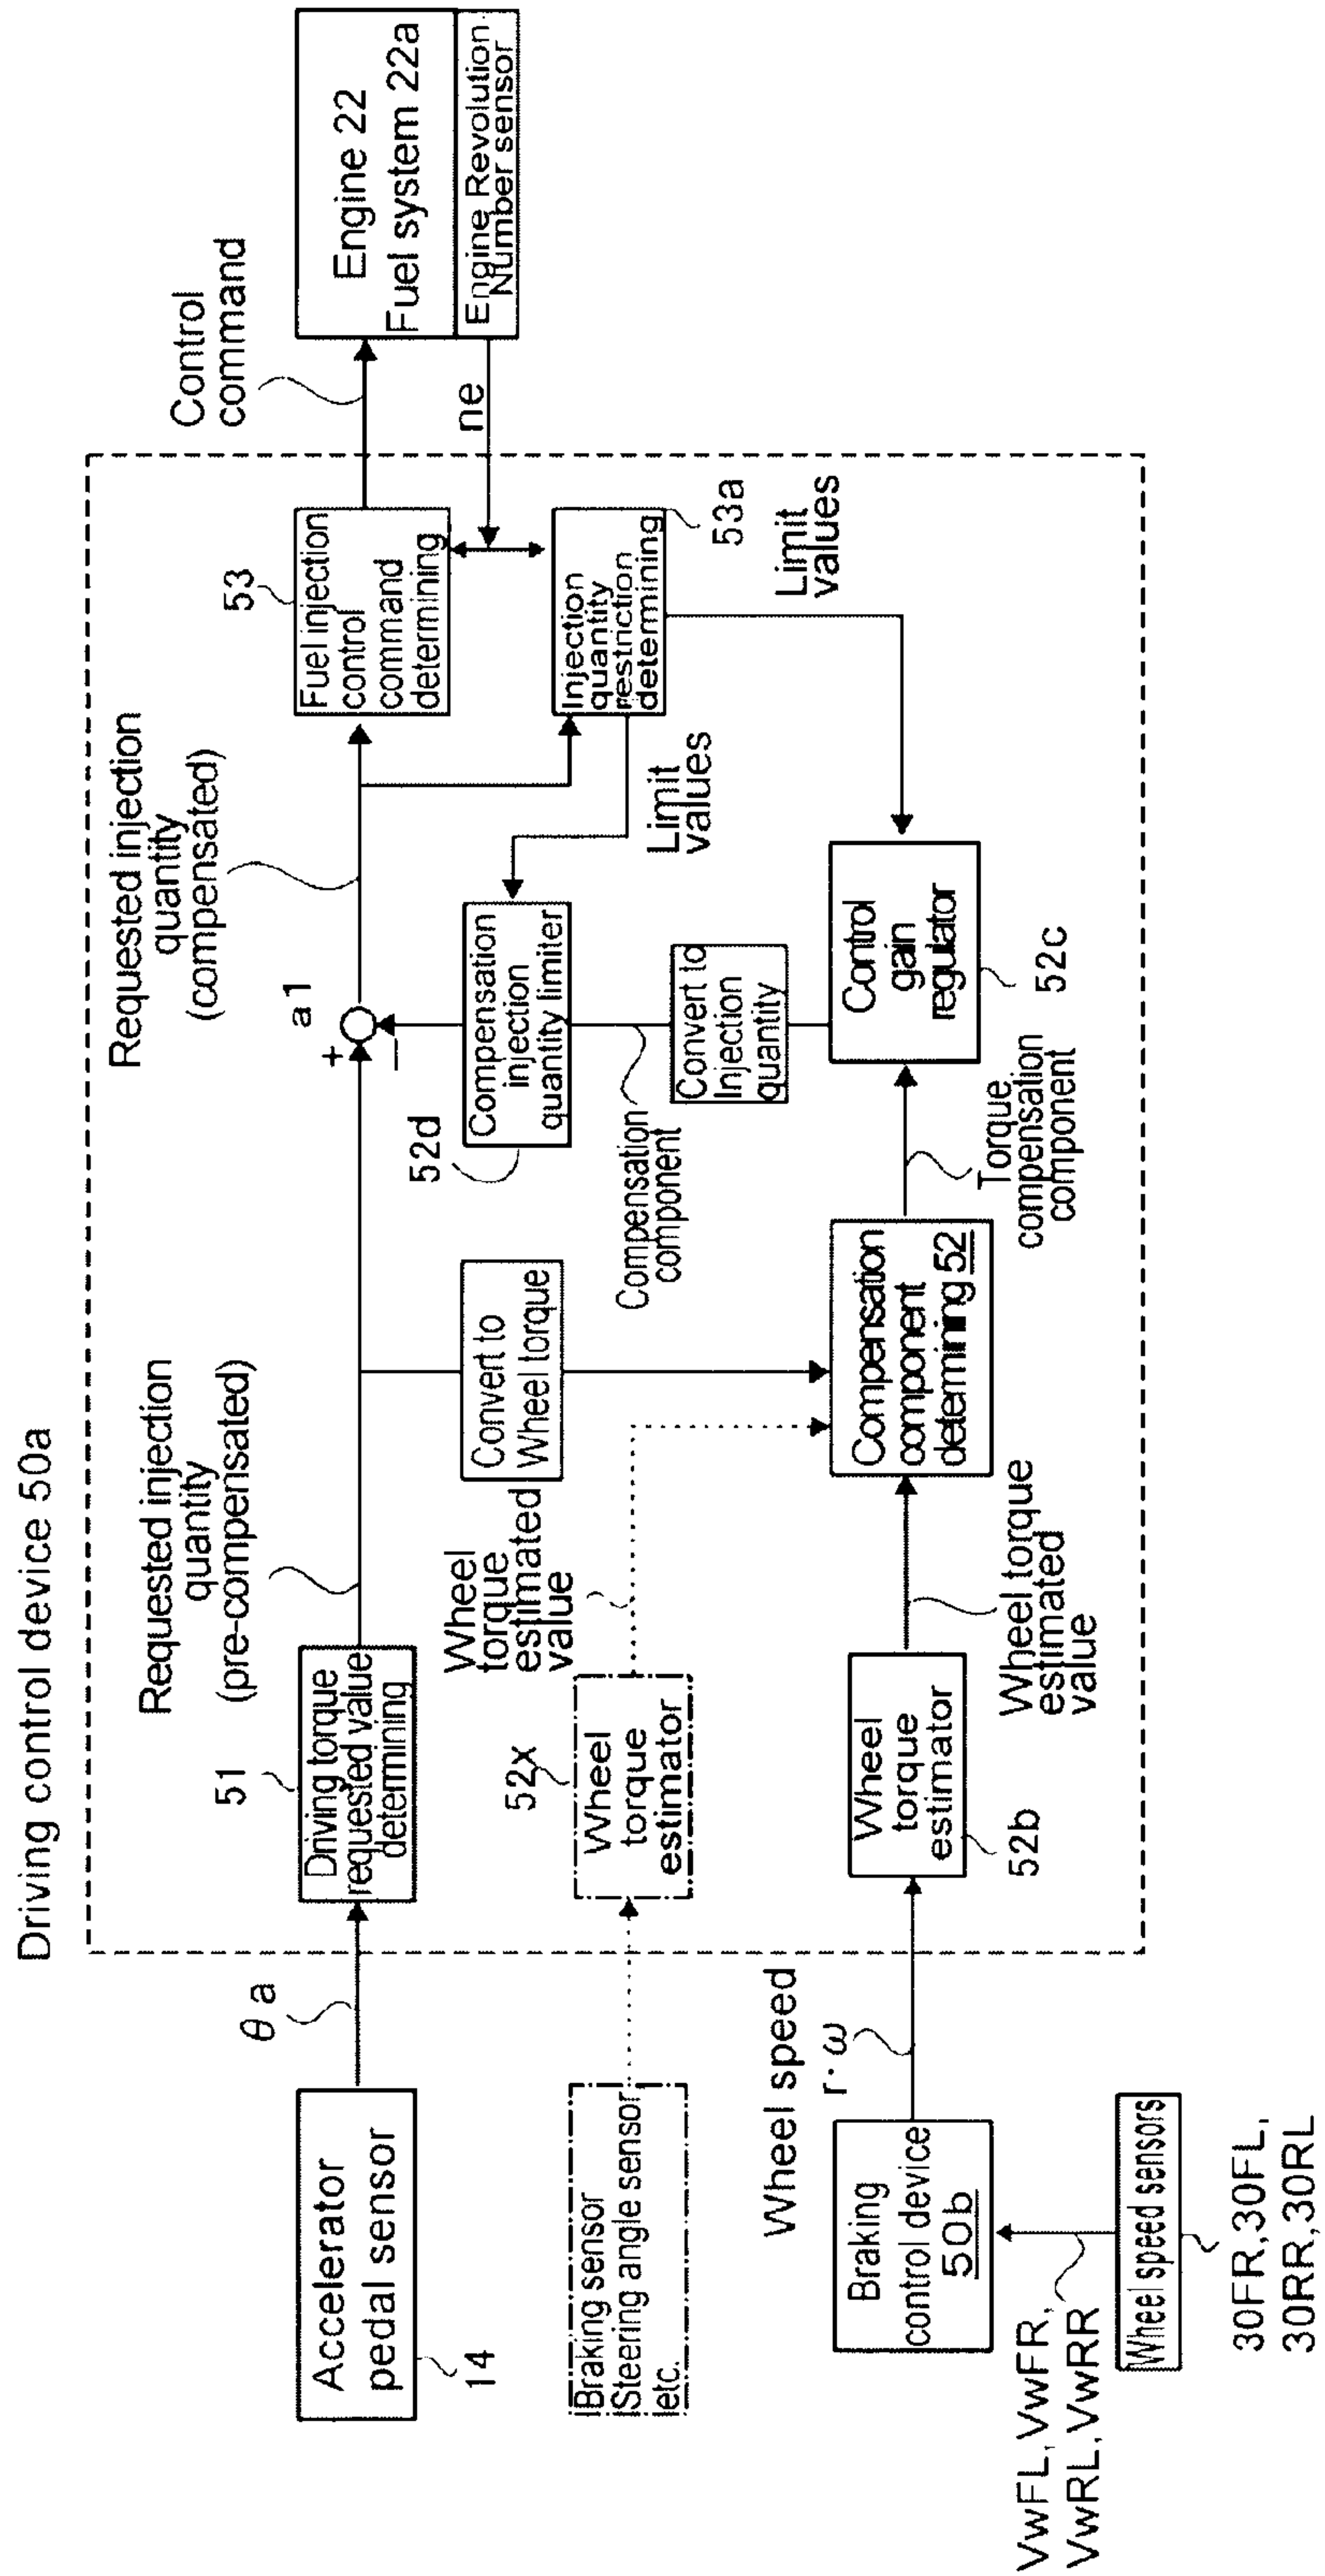 Driving control device 50a
Accelerator
pedal sensor
14
θa
51
Driving torque
requested value
determining
Requested injection
quantity
(pre-compensated)
Convert to
Wheel torque
+
−
a1
Requested injection
quantity
(compensated)
53
Fuel injection
control
command
determining
Control
command
Engine 22
Fuel system 22a
Engine Revolution
Number sensor
ne
Injection
quantity
restriction
determining
53a
Limit
values
Limit
values
52d
Compensation
injection
quantity limiter
Compensation
component
Convert to
Injection
quantity
Control
gain
regulator
52c
Torque
compensation
component
Braking sensor
Steering angle sensor
etc.
52x
Wheel
torque
estimator
Wheel
torque
estimated
value
Compensation
component
determining 52
Wheel torque
estimated
value
Wheel
torque
estimator
52b
Wheel speed
r·ω
Braking
control device
50b
VwFL,VwFR,
VwRL,VwRR
Wheel speed sensors
30FR,30FL,
30RR,30RL